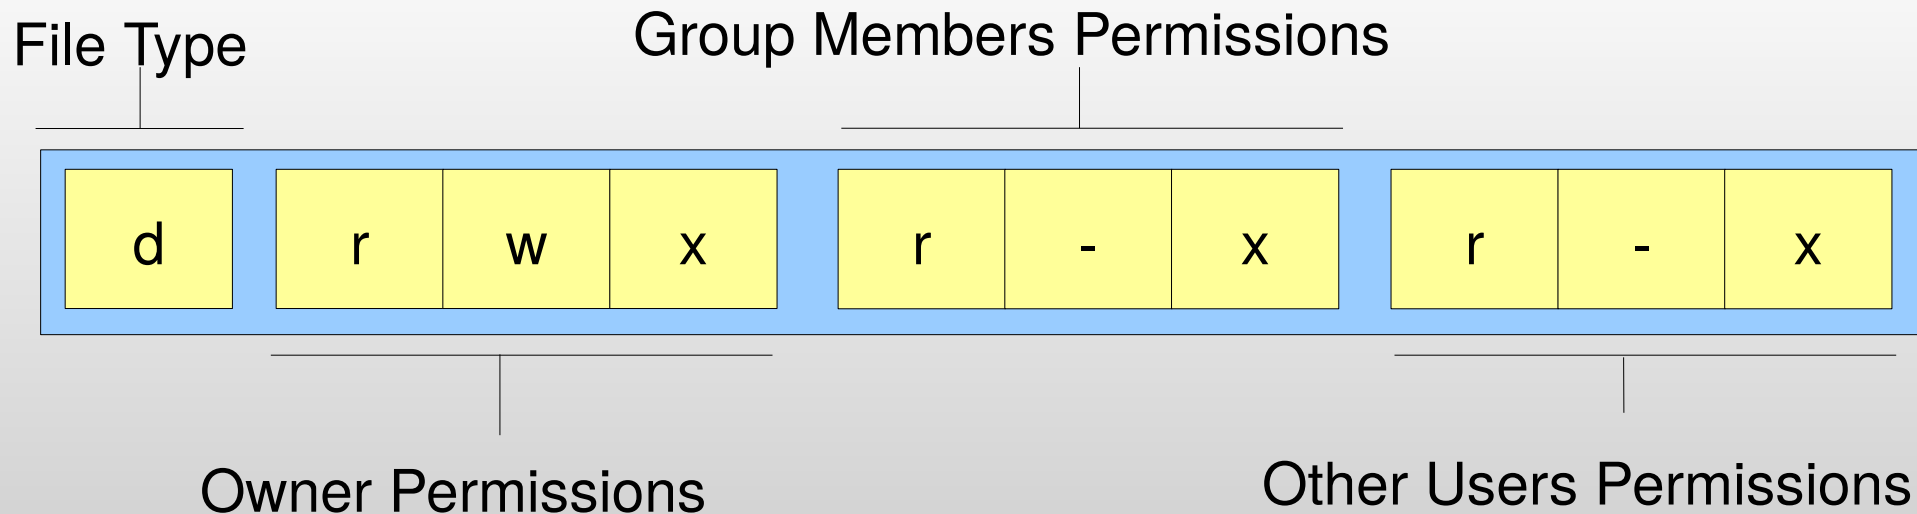 File Type
Group Members Permissions
d r w x r - x r - x
Owner Permissions
Other Users Permissions